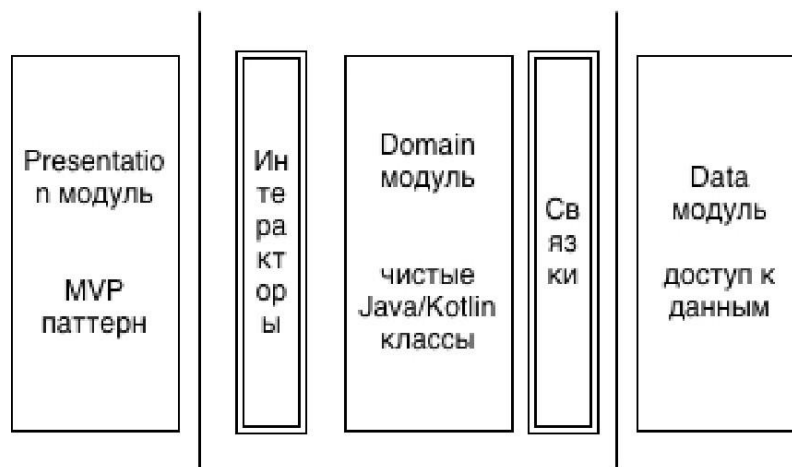 Presentatio
n модуль
MVP
паттерн
Ин
те
ра
кт
ор
ы
Domain
модуль
чистые
Java/Kotlin
классы
Св
яз
ки
Data
модуль
доступ к
данным